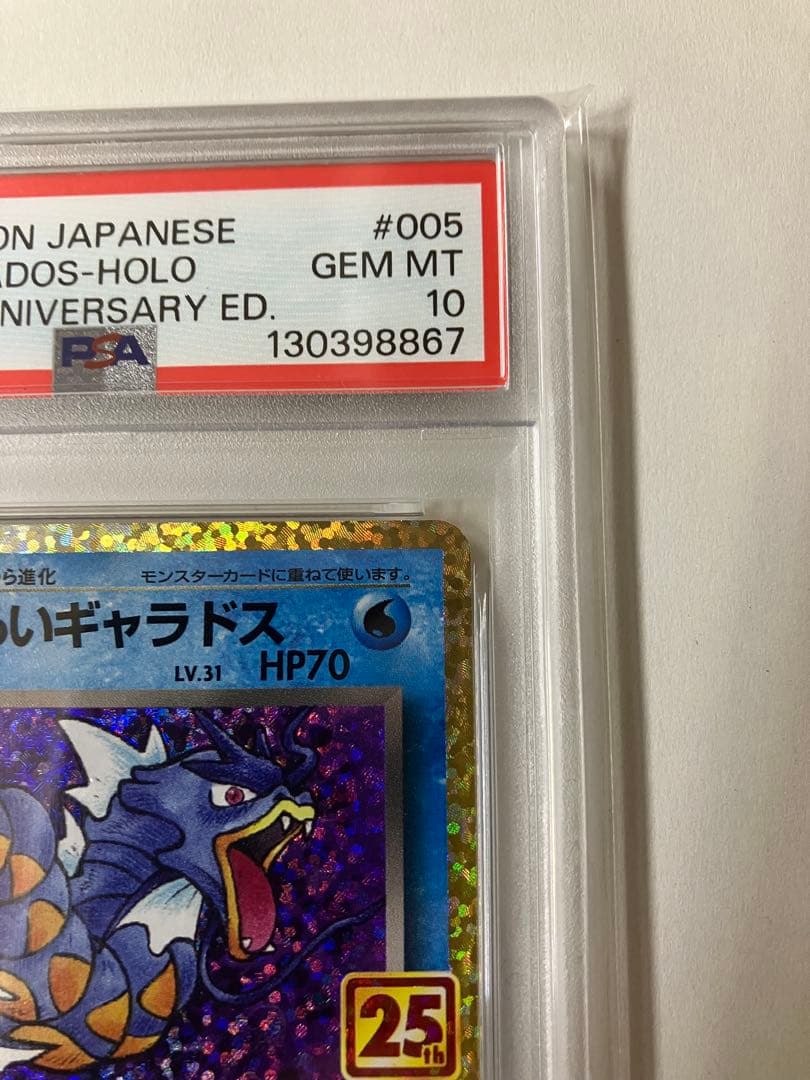 ON JAPANESE #005
ADOS-HOLO GEM MT
NIVERSARY ED. 10
PSA 130398867
ら進化 モンスターカードに重ねて使います。
いギャラドス
LV.31 HP70
25th